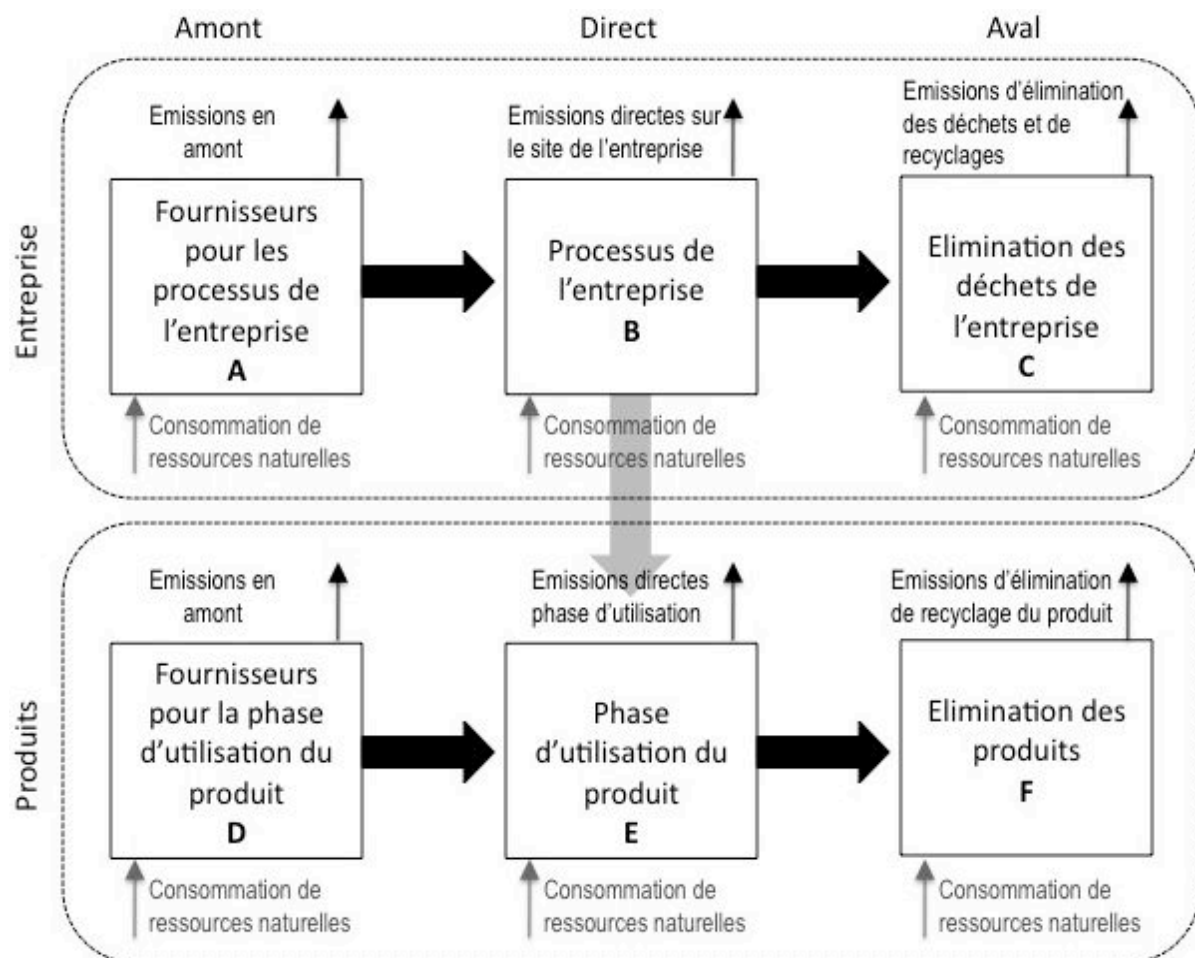 Amont
Direct
Aval
Entreprise
Emissions en
amont
Emissions directes sur
le site de l'entreprise
Emissions d'élimination
des déchets et de
recyclages
Fournisseurs
pour les
processus de
l'entreprise
A
Processus de
l'entreprise
B
Elimination des
déchets de
l'entreprise
C
Consommation de
ressources naturelles
Consommation de
ressources naturelles
Consommation de
ressources naturelles
Produits
Emissions en
amont
Emissions directes
phase d'utilisation
Emissions d'élimination
de recyclage du produit
Fournisseurs
pour la phase
d'utilisation du
produit
D
Phase
d'utilisation du
produit
E
Elimination des
produits
F
Consommation de
ressources naturelles
Consommation de
ressources naturelles
Consommation de
ressources naturelles